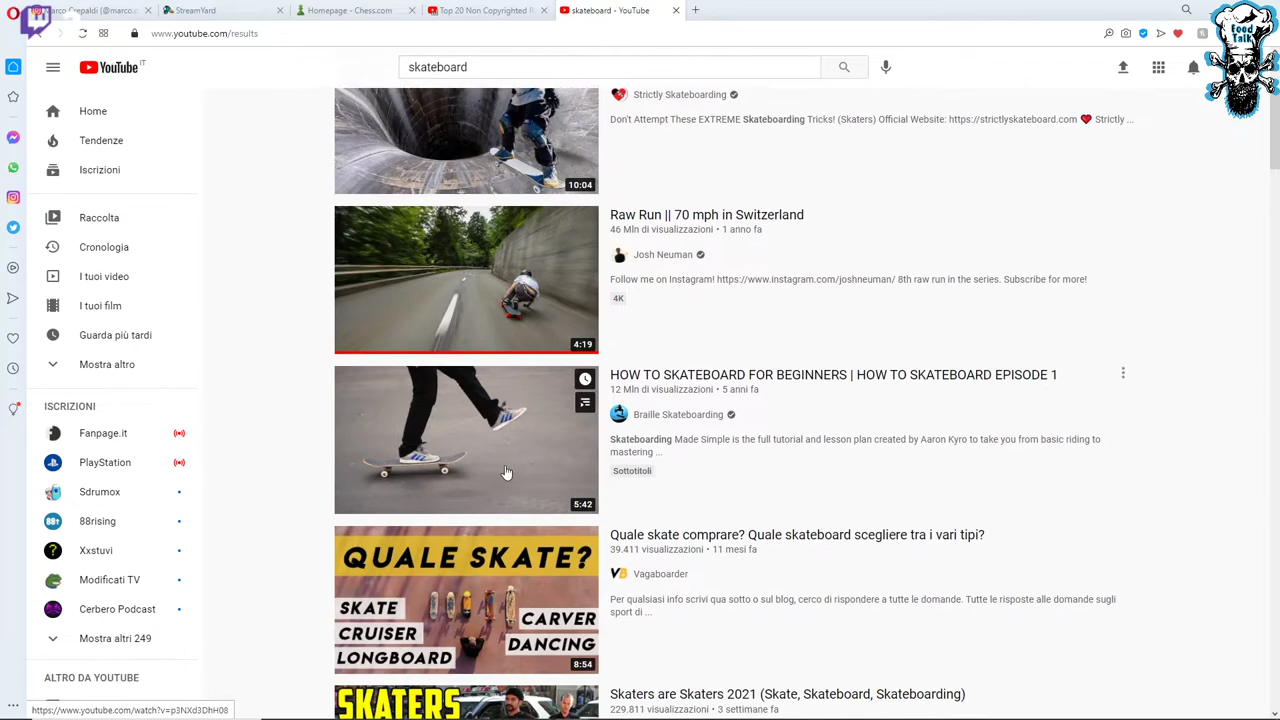 Marco Crepaldi (@marco.c
StreamYard
Homepage - Chess.com
Top 20 Non Copyrighted R
skateboard - YouTube
www.youtube.com/results
Food Talk
YouTube IT
skateboard
Home
Tendenze
Iscrizioni
Raccolta
Cronologia
I tuoi video
I tuoi film
Guarda più tardi
Mostra altro
ISCRIZIONI
Fanpage.it
PlayStation
Sdrumox
88rising
Xxstuvi
Modificati TV
Cerbero Podcast
Mostra altri 249
ALTRO DA YOUTUBE
Strictly Skateboarding
Don't Attempt These EXTREME Skateboarding Tricks! (Skaters) Official Website: https://strictlyskateboard.com ❤️ Strictly ...
10:04
Raw Run || 70 mph in Switzerland
46 Mln di visualizzazioni • 1 anno fa
Josh Neuman
Follow me on Instagram! https://www.instagram.com/joshneuman/ 8th raw run in the series. Subscribe for more!
4K
4:19
HOW TO SKATEBOARD FOR BEGINNERS | HOW TO SKATEBOARD EPISODE 1
12 Mln di visualizzazioni • 5 anni fa
Braille Skateboarding
Skateboarding Made Simple is the full tutorial and lesson plan created by Aaron Kyro to take you from basic riding to
mastering ...
Sottotitoli
5:42
QUALE SKATE?
SKATE
CRUISER
LONGBOARD
CARVER
DANCING
8:54
Quale skate comprare? Quale skateboard scegliere tra i vari tipi?
39.411 visualizzazioni • 11 mesi fa
Vagaboarder
Per qualsiasi info scrivi qua sotto o sul blog, cerco di rispondere a tutte le domande. Tutte le risposte alle domande sugli
sport di ...
SKATERS
Skaters are Skaters 2021 (Skate, Skateboard, Skateboarding)
229.811 visualizzazioni • 3 settimane fa
https://www.youtube.com/watch?v=p3NXd3DhH08